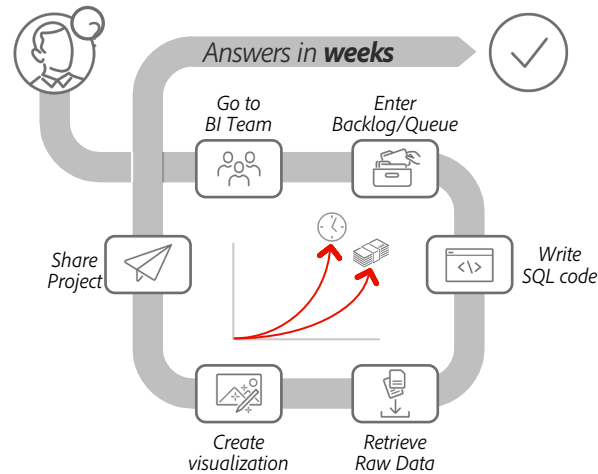 Answers in weeks
Go to
BI Team
Enter
Backlog/Queue
Write
SQL code
Retrieve
Raw Data
Create
visualization
Share
Project